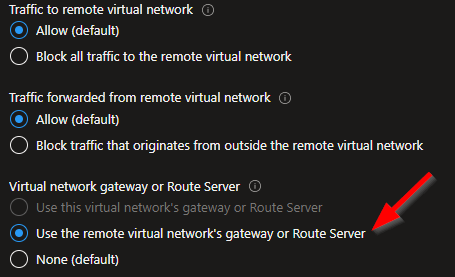 Traffic to remote virtual network
Allow (default)
Block all traffic to the remote virtual network
Traffic forwarded from remote virtual network
Allow (default)
Block traffic that originates from outside the remote virtual network
Virtual network gateway or Route Server
Use this virtual network's gateway or Route Server
Use the remote virtual network's gateway or Route Server
None (default)